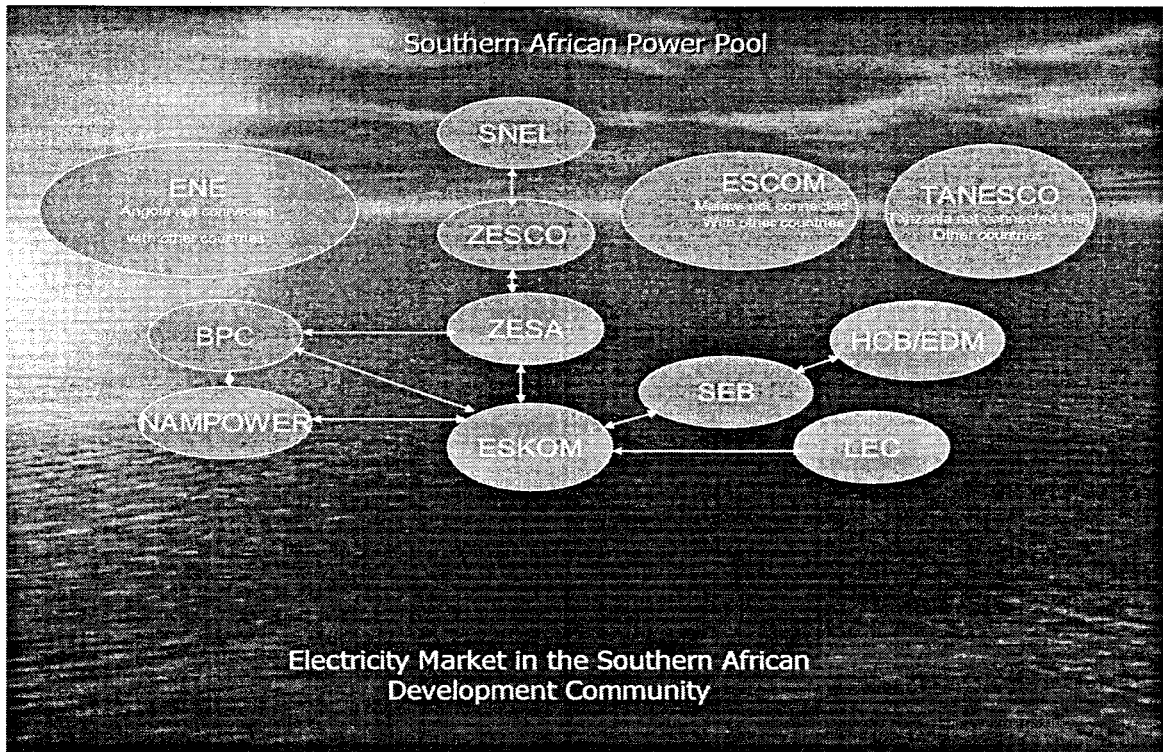 Southern African Power Pool
SNEL
ENE
Angola not connected
with other countries
ESCOM
Malawi not connected
With other countries
TANESCO
Tanzania not connected with
Other countries
ZESCO
BPC
ZESA
HCB/EDM
SEB
NAMPOWER
ESKOM
LEC
Electricity Market in the Southern African
Development Community